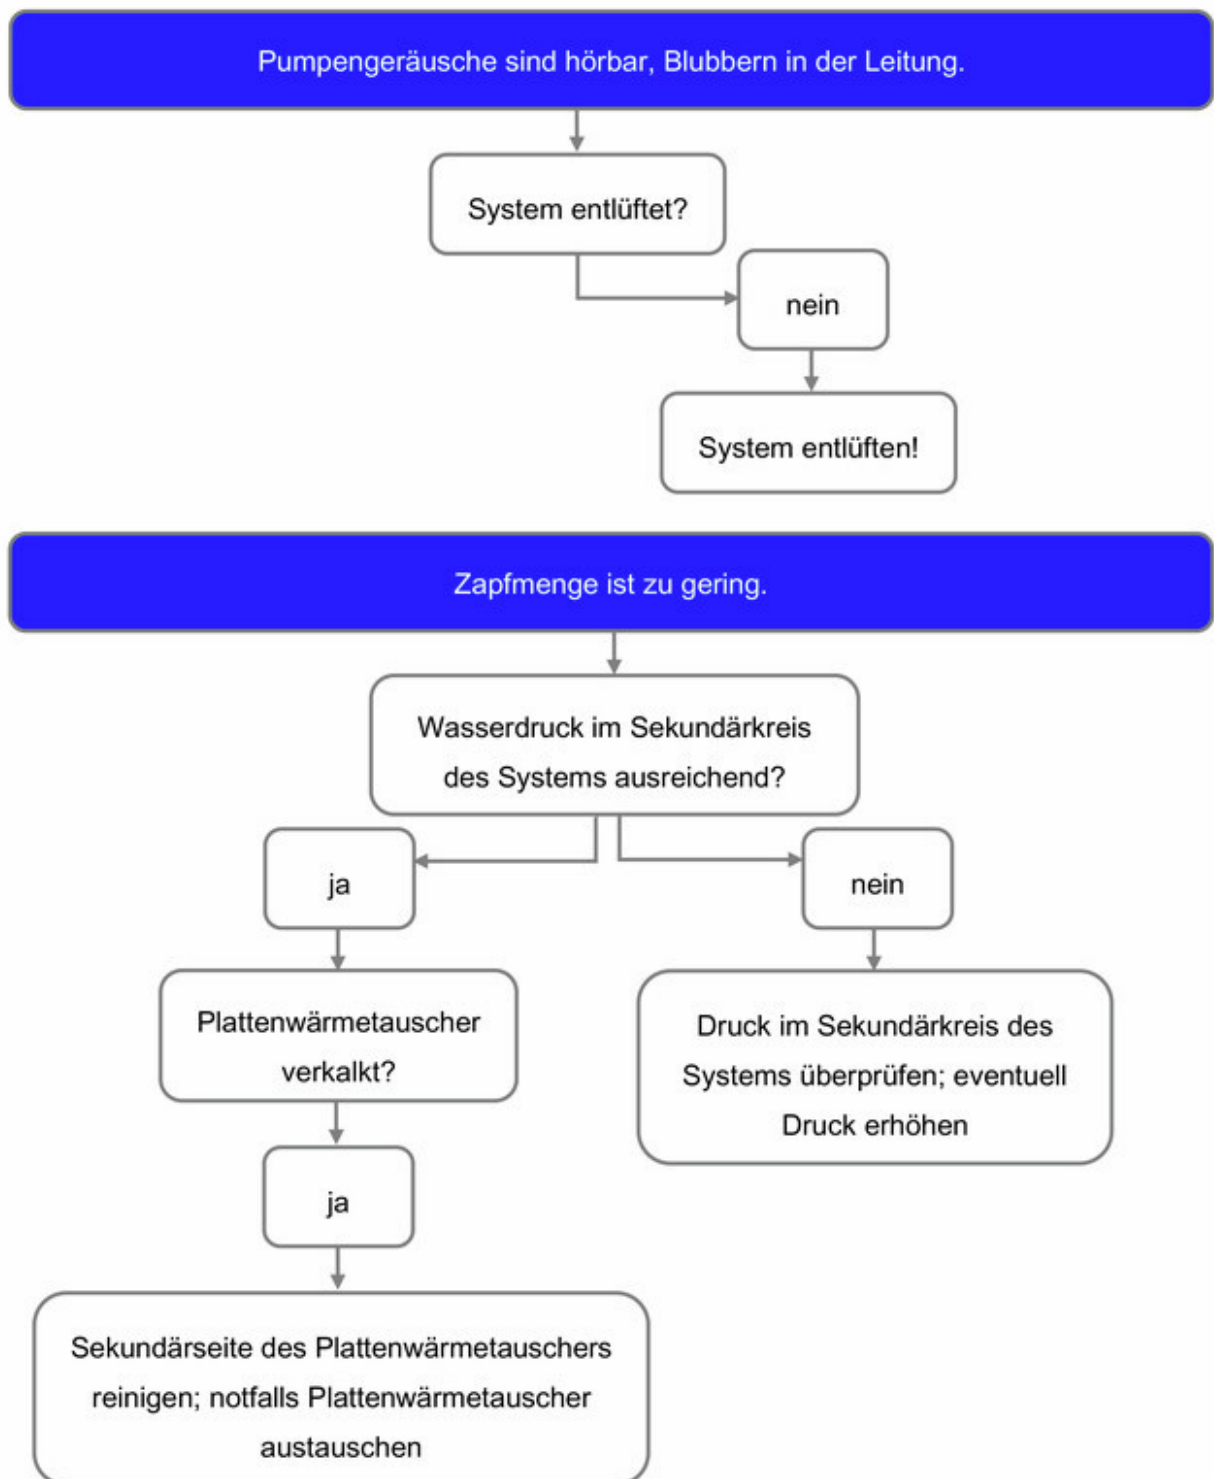 Pumpengeräusche sind hörbar, Blubbern in der Leitung.
System entlüftet?
nein
System entlüften!
Zapfmenge ist zu gering.
Wasserdruck im Sekundärkreis
des Systems ausreichend?
ja
nein
Plattenwärmetauscher
verkalkt?
Druck im Sekundärkreis des
Systems überprüfen; eventuell
Druck erhöhen
ja
Sekundärseite des Plattenwärmetauschers
reinigen; notfalls Plattenwärmetauscher
austauschen